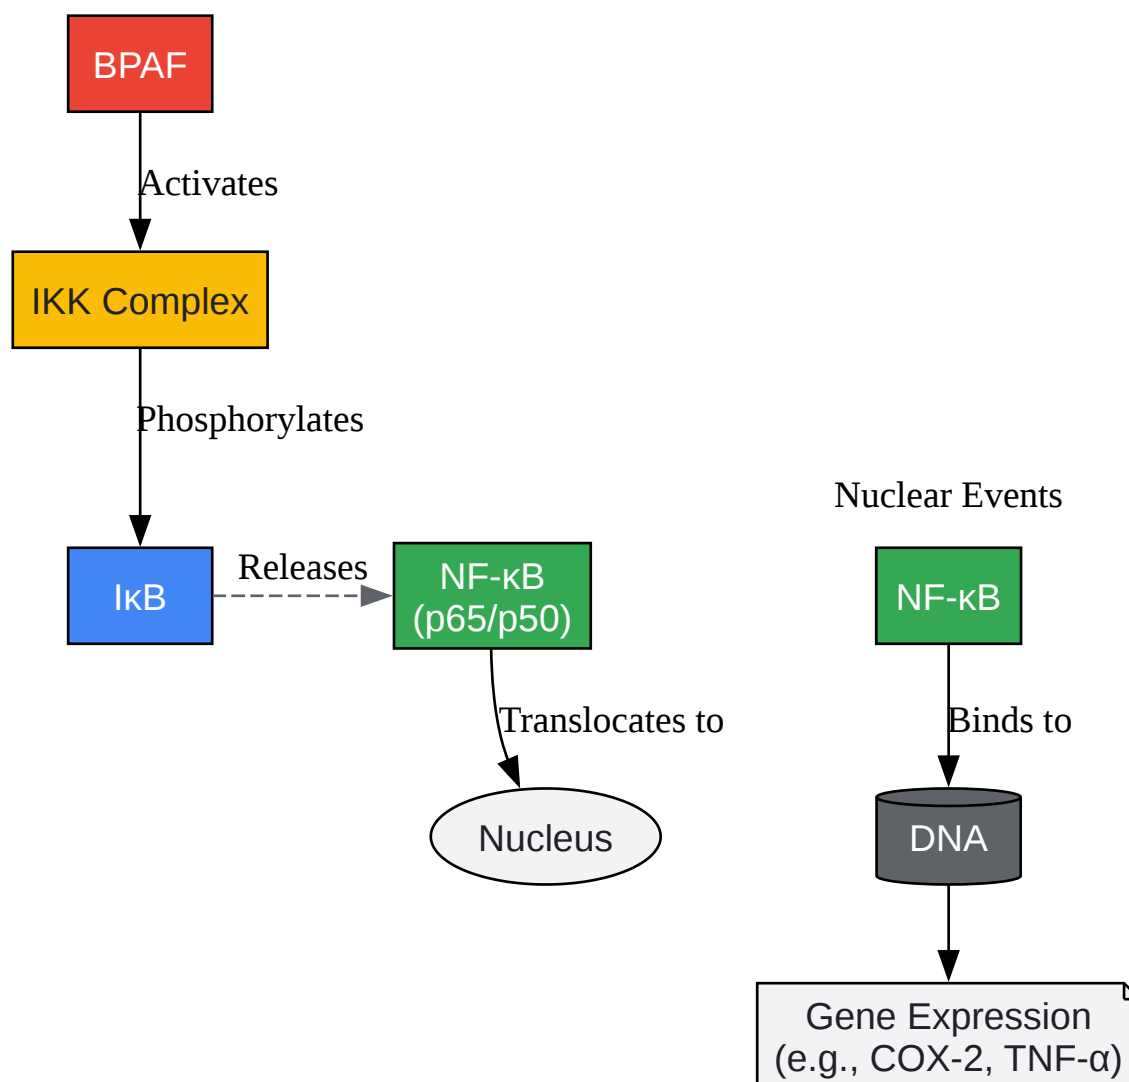 BPAF
Activates
IKK Complex
Phosphorylates
IκB
Releases
NF-κB
(p65/p50)
Translocates to
Nucleus
Nuclear Events
NF-κB
Binds to
DNA
Gene Expression
(e.g., COX-2, TNF-α)